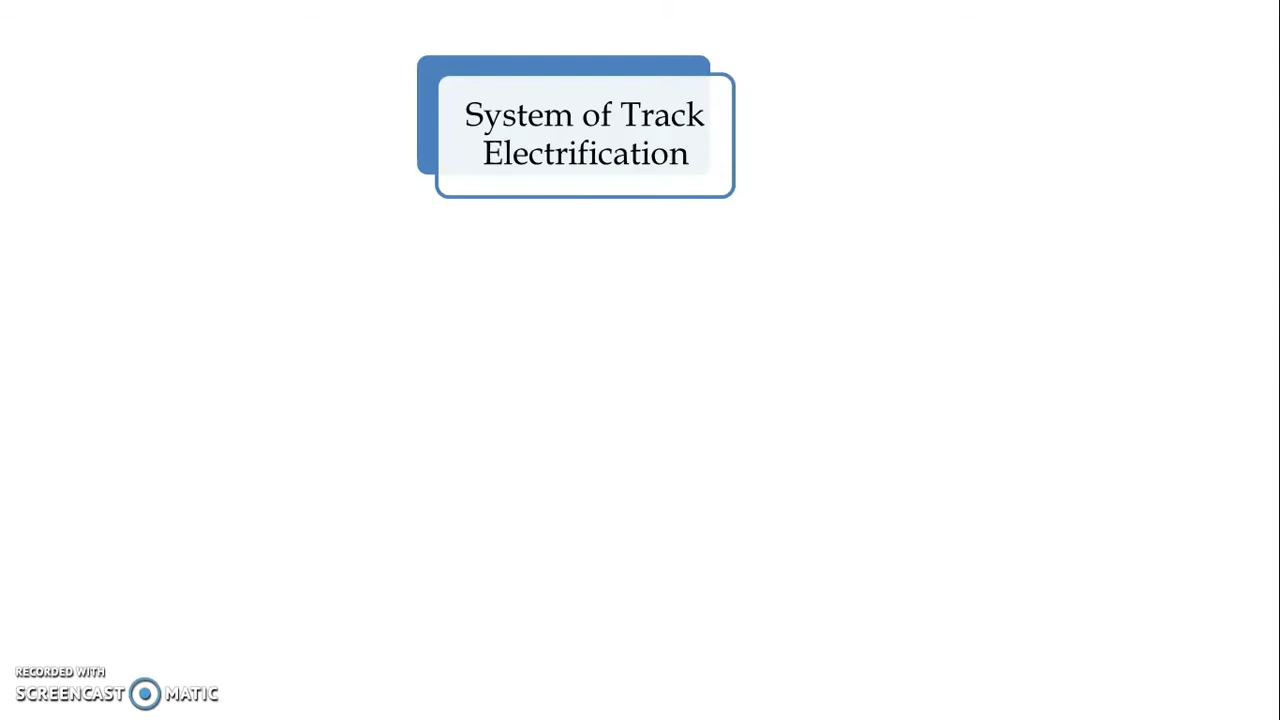 System of Track
Electrification
RECORDED WITH
SCREENCAST MATIC